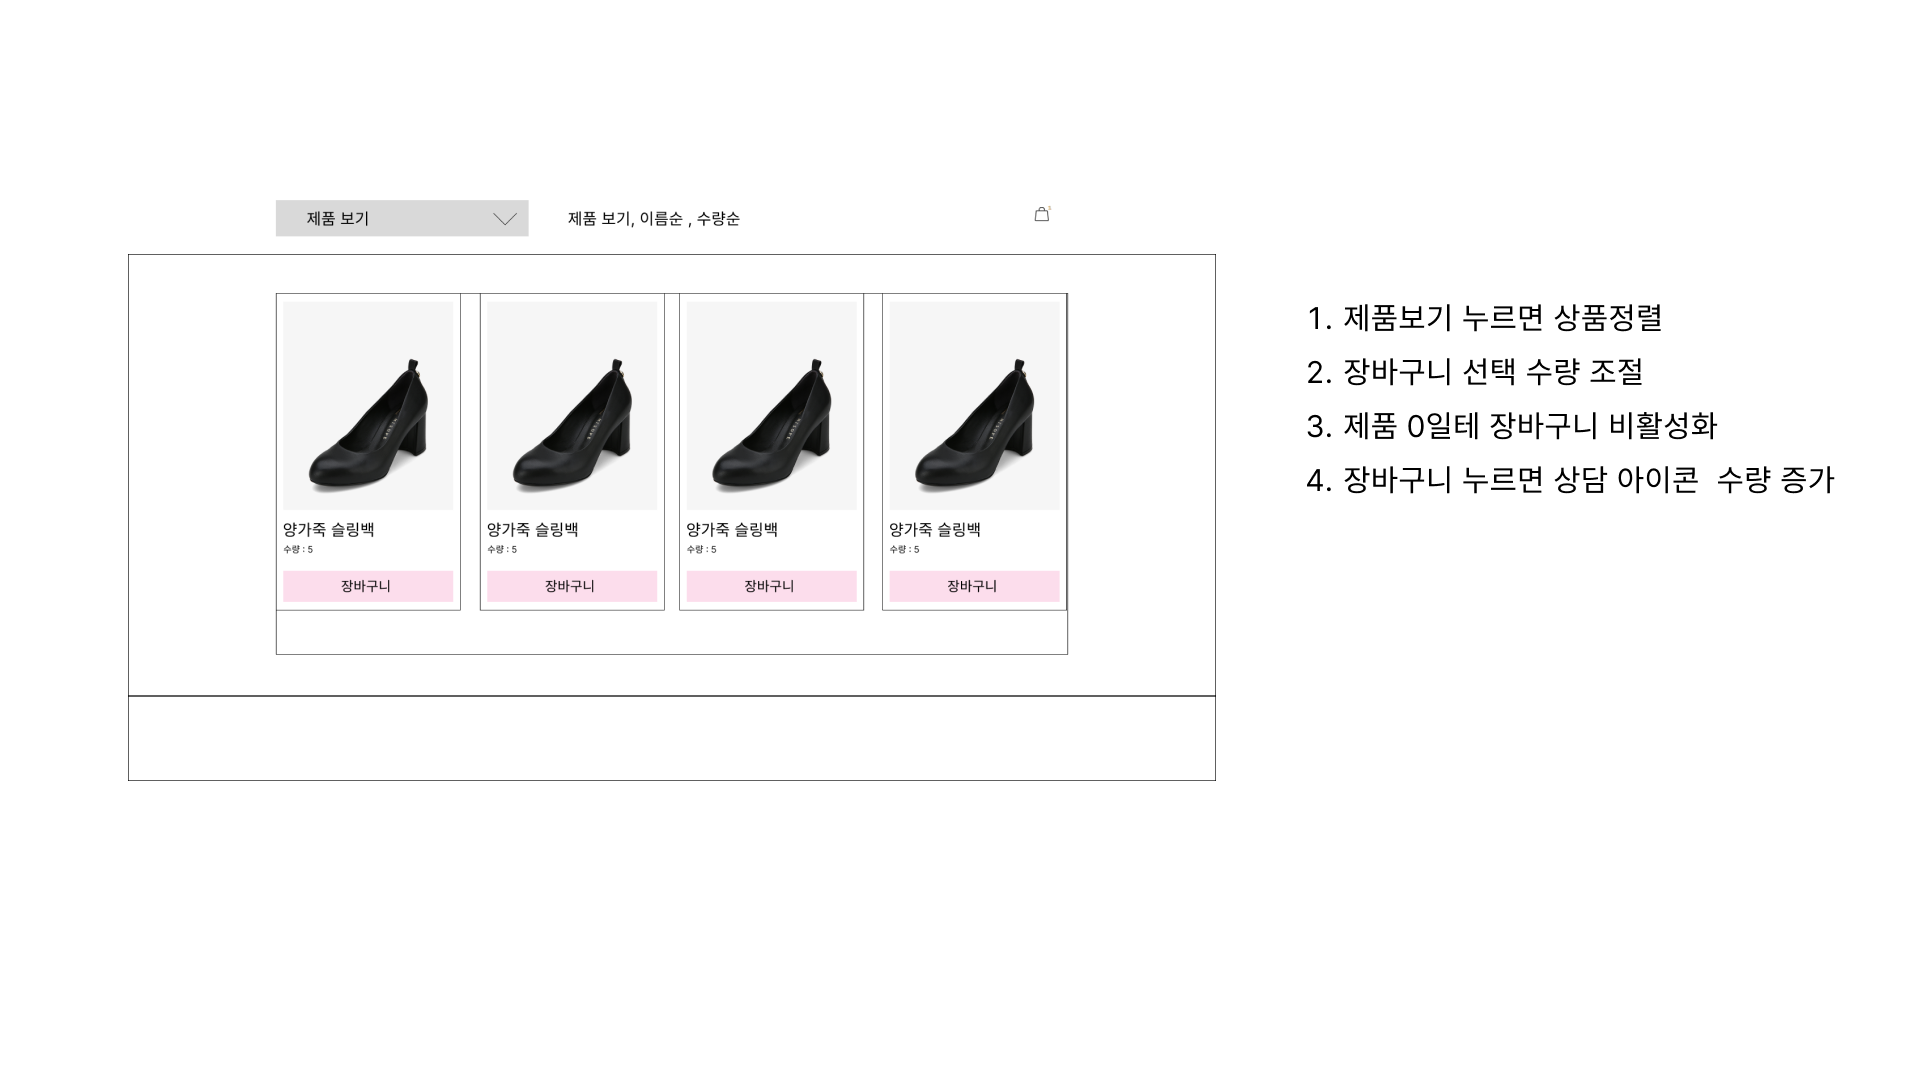 제품 보기
제품 보기, 이름순 , 수량순
양가죽 슬링백
수량 : 5
장바구니
양가죽 슬링백
수량 : 5
장바구니
양가죽 슬링백
수량 : 5
장바구니
양가죽 슬링백
수량 : 5
장바구니
1. 제품보기 누르면 상품정렬
2. 장바구니 선택 수량 조절
3. 제품 0일테 장바구니 비활성화
4. 장바구니 누르면 상담 아이콘  수량 증가